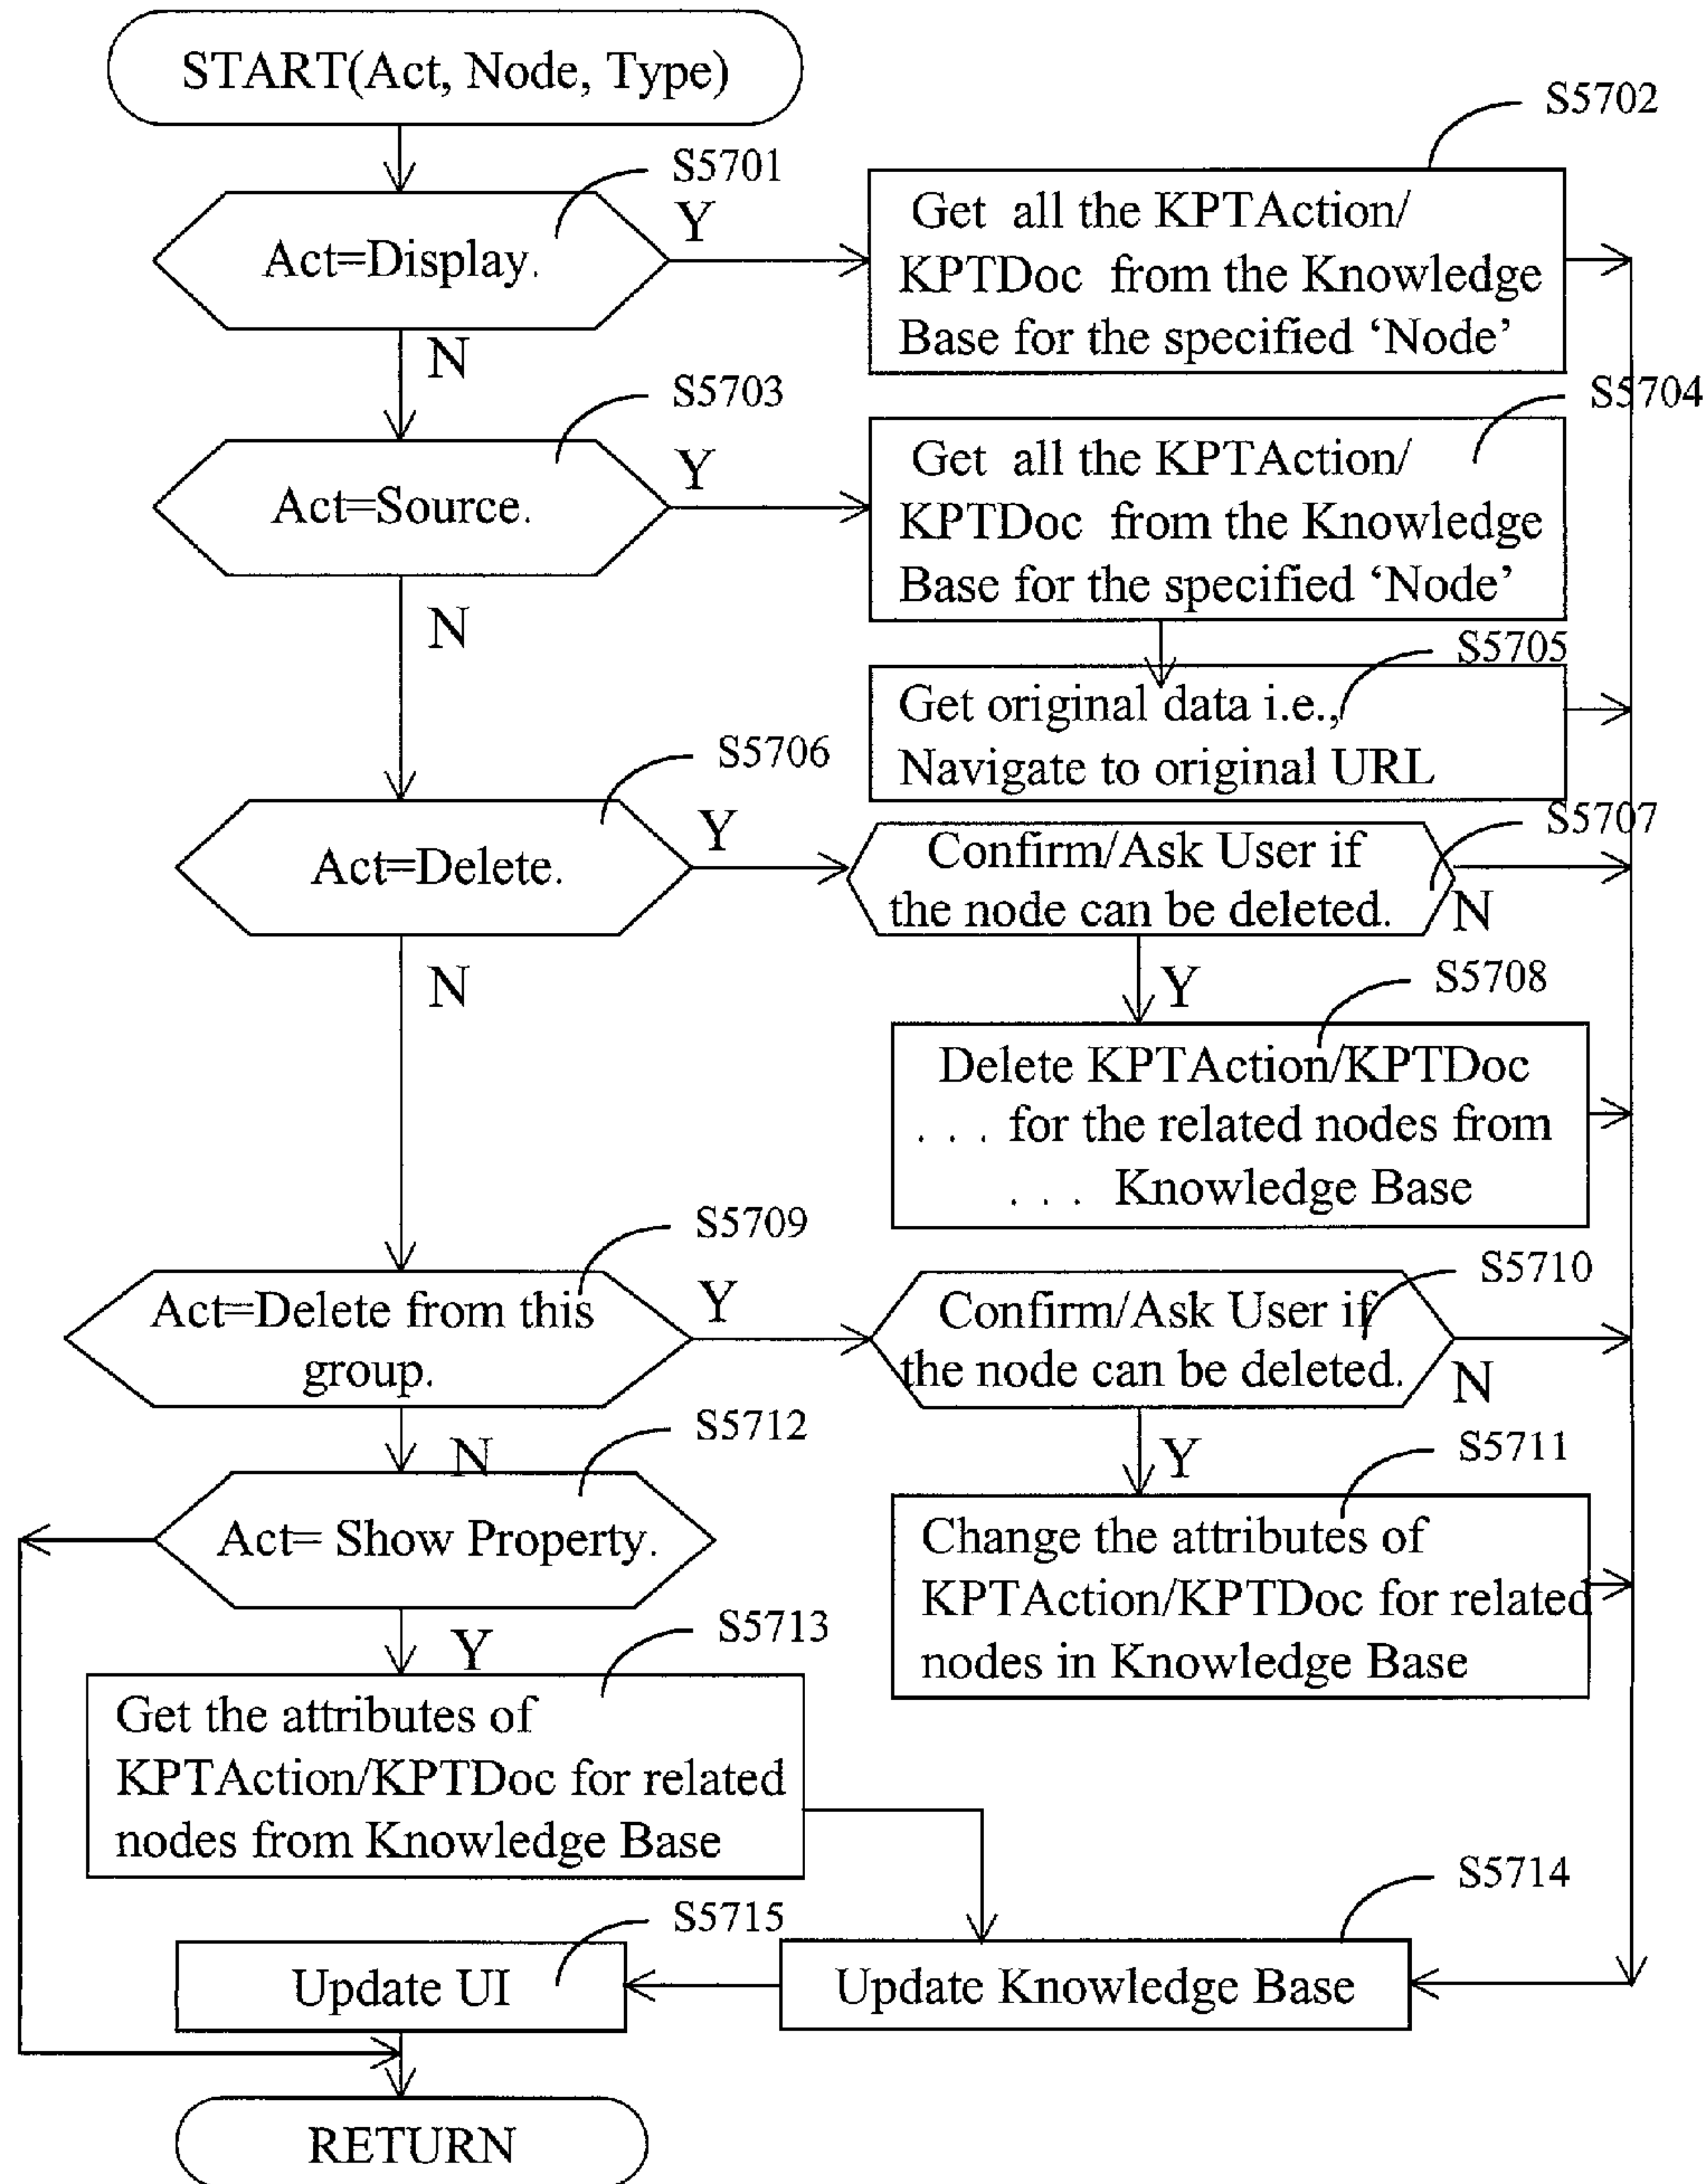 START(Act, Node, Type)
S5701
Act=Display.
Y
N
S5702
Get all the KPTAction/
KPTDoc from the Knowledge
Base for the specified ‘Node’
S5703
Act=Source.
Y
N
S5704
Get all the KPTAction/
KPTDoc from the Knowledge
Base for the specified ‘Node’
S5705
Get original data i.e.,
Navigate to original URL
S5706
Act=Delete.
Y
N
S5707
Confirm/Ask User if
the node can be deleted.
N
Y
S5708
Delete KPTAction/KPTDoc
. . . for the related nodes from
. . . Knowledge Base
S5709
Act=Delete from this
group.
Y
N
S5710
Confirm/Ask User if
the node can be deleted.
N
Y
S5711
Change the attributes of
KPTAction/KPTDoc for related
nodes in Knowledge Base
S5712
Act= Show Property.
Y
S5713
Get the attributes of
KPTAction/KPTDoc for related
nodes from Knowledge Base
S5714
Update Knowledge Base
S5715
Update UI
RETURN